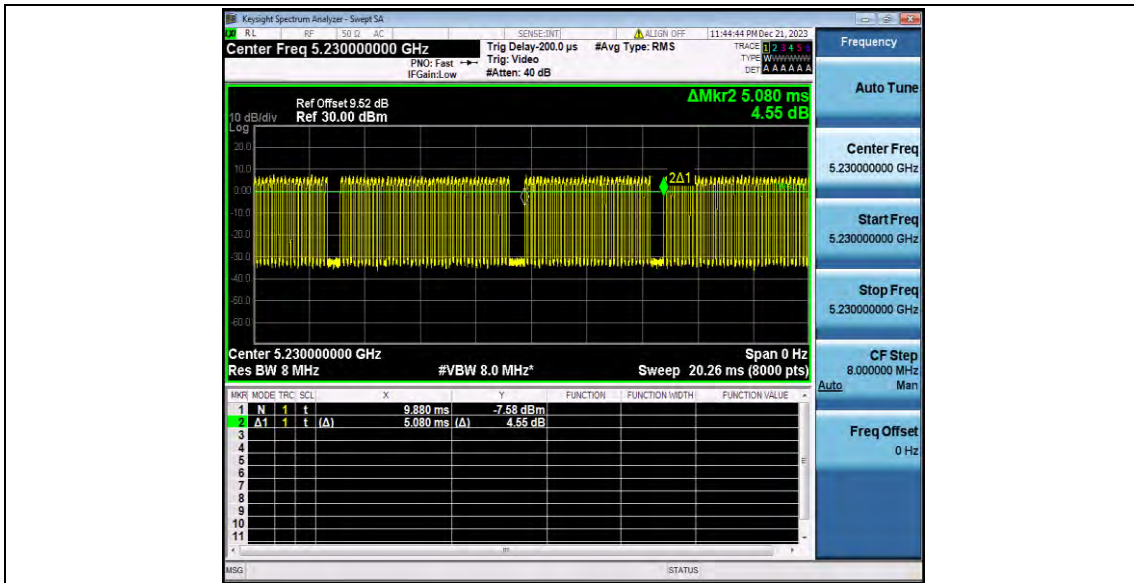 Keysight Spectrum Analyzer - Swept SA
RL RF 50 Ω AC SENSE:INT ALIGN OFF 11:44:44 PM Dec 21, 2023
Center Freq 5.230000000 GHz
Trig Delay-200.0 µs #Avg Type: RMS
TRACE 1 2 3 4 5 6
PNO: Fast Trig: Video
TYPE W
IFGain:Low #Atten: 40 dB
DET A A A A A A
Frequency
Auto Tune
Center Freq
5.230000000 GHz
Start Freq
5.230000000 GHz
Stop Freq
5.230000000 GHz
CF Step
8.000000 MHz
Auto Man
Freq Offset
0 Hz
ΔMkr2 5.080 ms
4.55 dB
Ref Offset 9.52 dB
10 dB/div Ref 30.00 dBm
Log
20.0
10.0
0.00
-10.0
-20.0
-30.0
-40.0
-50.0
-60.0
2Δ1
Center 5.230000000 GHz Span 0 Hz
Res BW 8 MHz #VBW 8.0 MHz* Sweep 20.26 ms (8000 pts)
MKR MODE TRC SCL X Y FUNCTION FUNCTION WIDTH FUNCTION VALUE
1 N 1 t 9.880 ms -7.58 dBm
2 Δ1 1 t (Δ) 5.080 ms (Δ) 4.55 dB
3
4
5
6
7
8
9
10
11
MSG STATUS